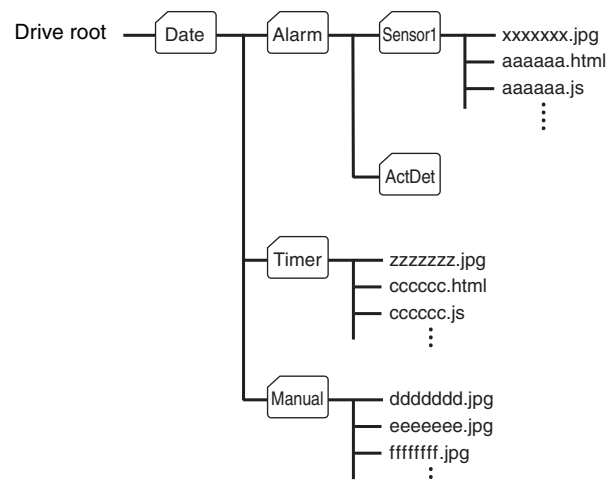 Drive root Date Alarm Sensor1 xxxxxxx.jpg
aaaaaa.html
aaaaaa.js
ActDet
Timer zzzzzzz.jpg
cccccc.html
cccccc.js
Manual ddddddd.jpg
eeeeeee.jpg
ffffffff.jpg